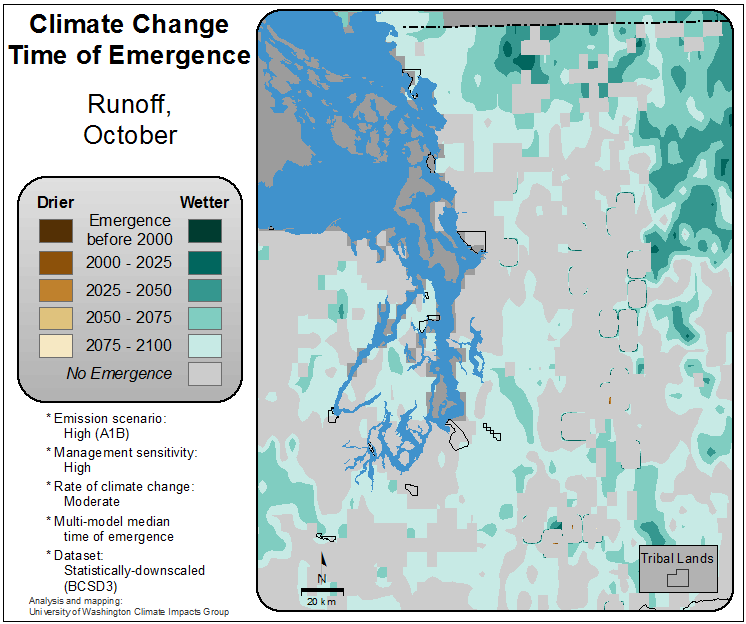 Climate Change
Time of Emergence
Runoff,
October
Drier
Wetter
Emergence
before 2000
2000 - 2025
2025 - 2050
2050 - 2075
2075 - 2100
No Emergence
* Emission scenario:
High (A1B)
* Management sensitivity:
High
* Rate of climate change:
Moderate
* Multi-model median
time of emergence
* Dataset:
Statistically-downscaled
(BCSD3)
Analysis and mapping:
University of Washington Climate Impacts Group
N
20 km
Tribal Lands